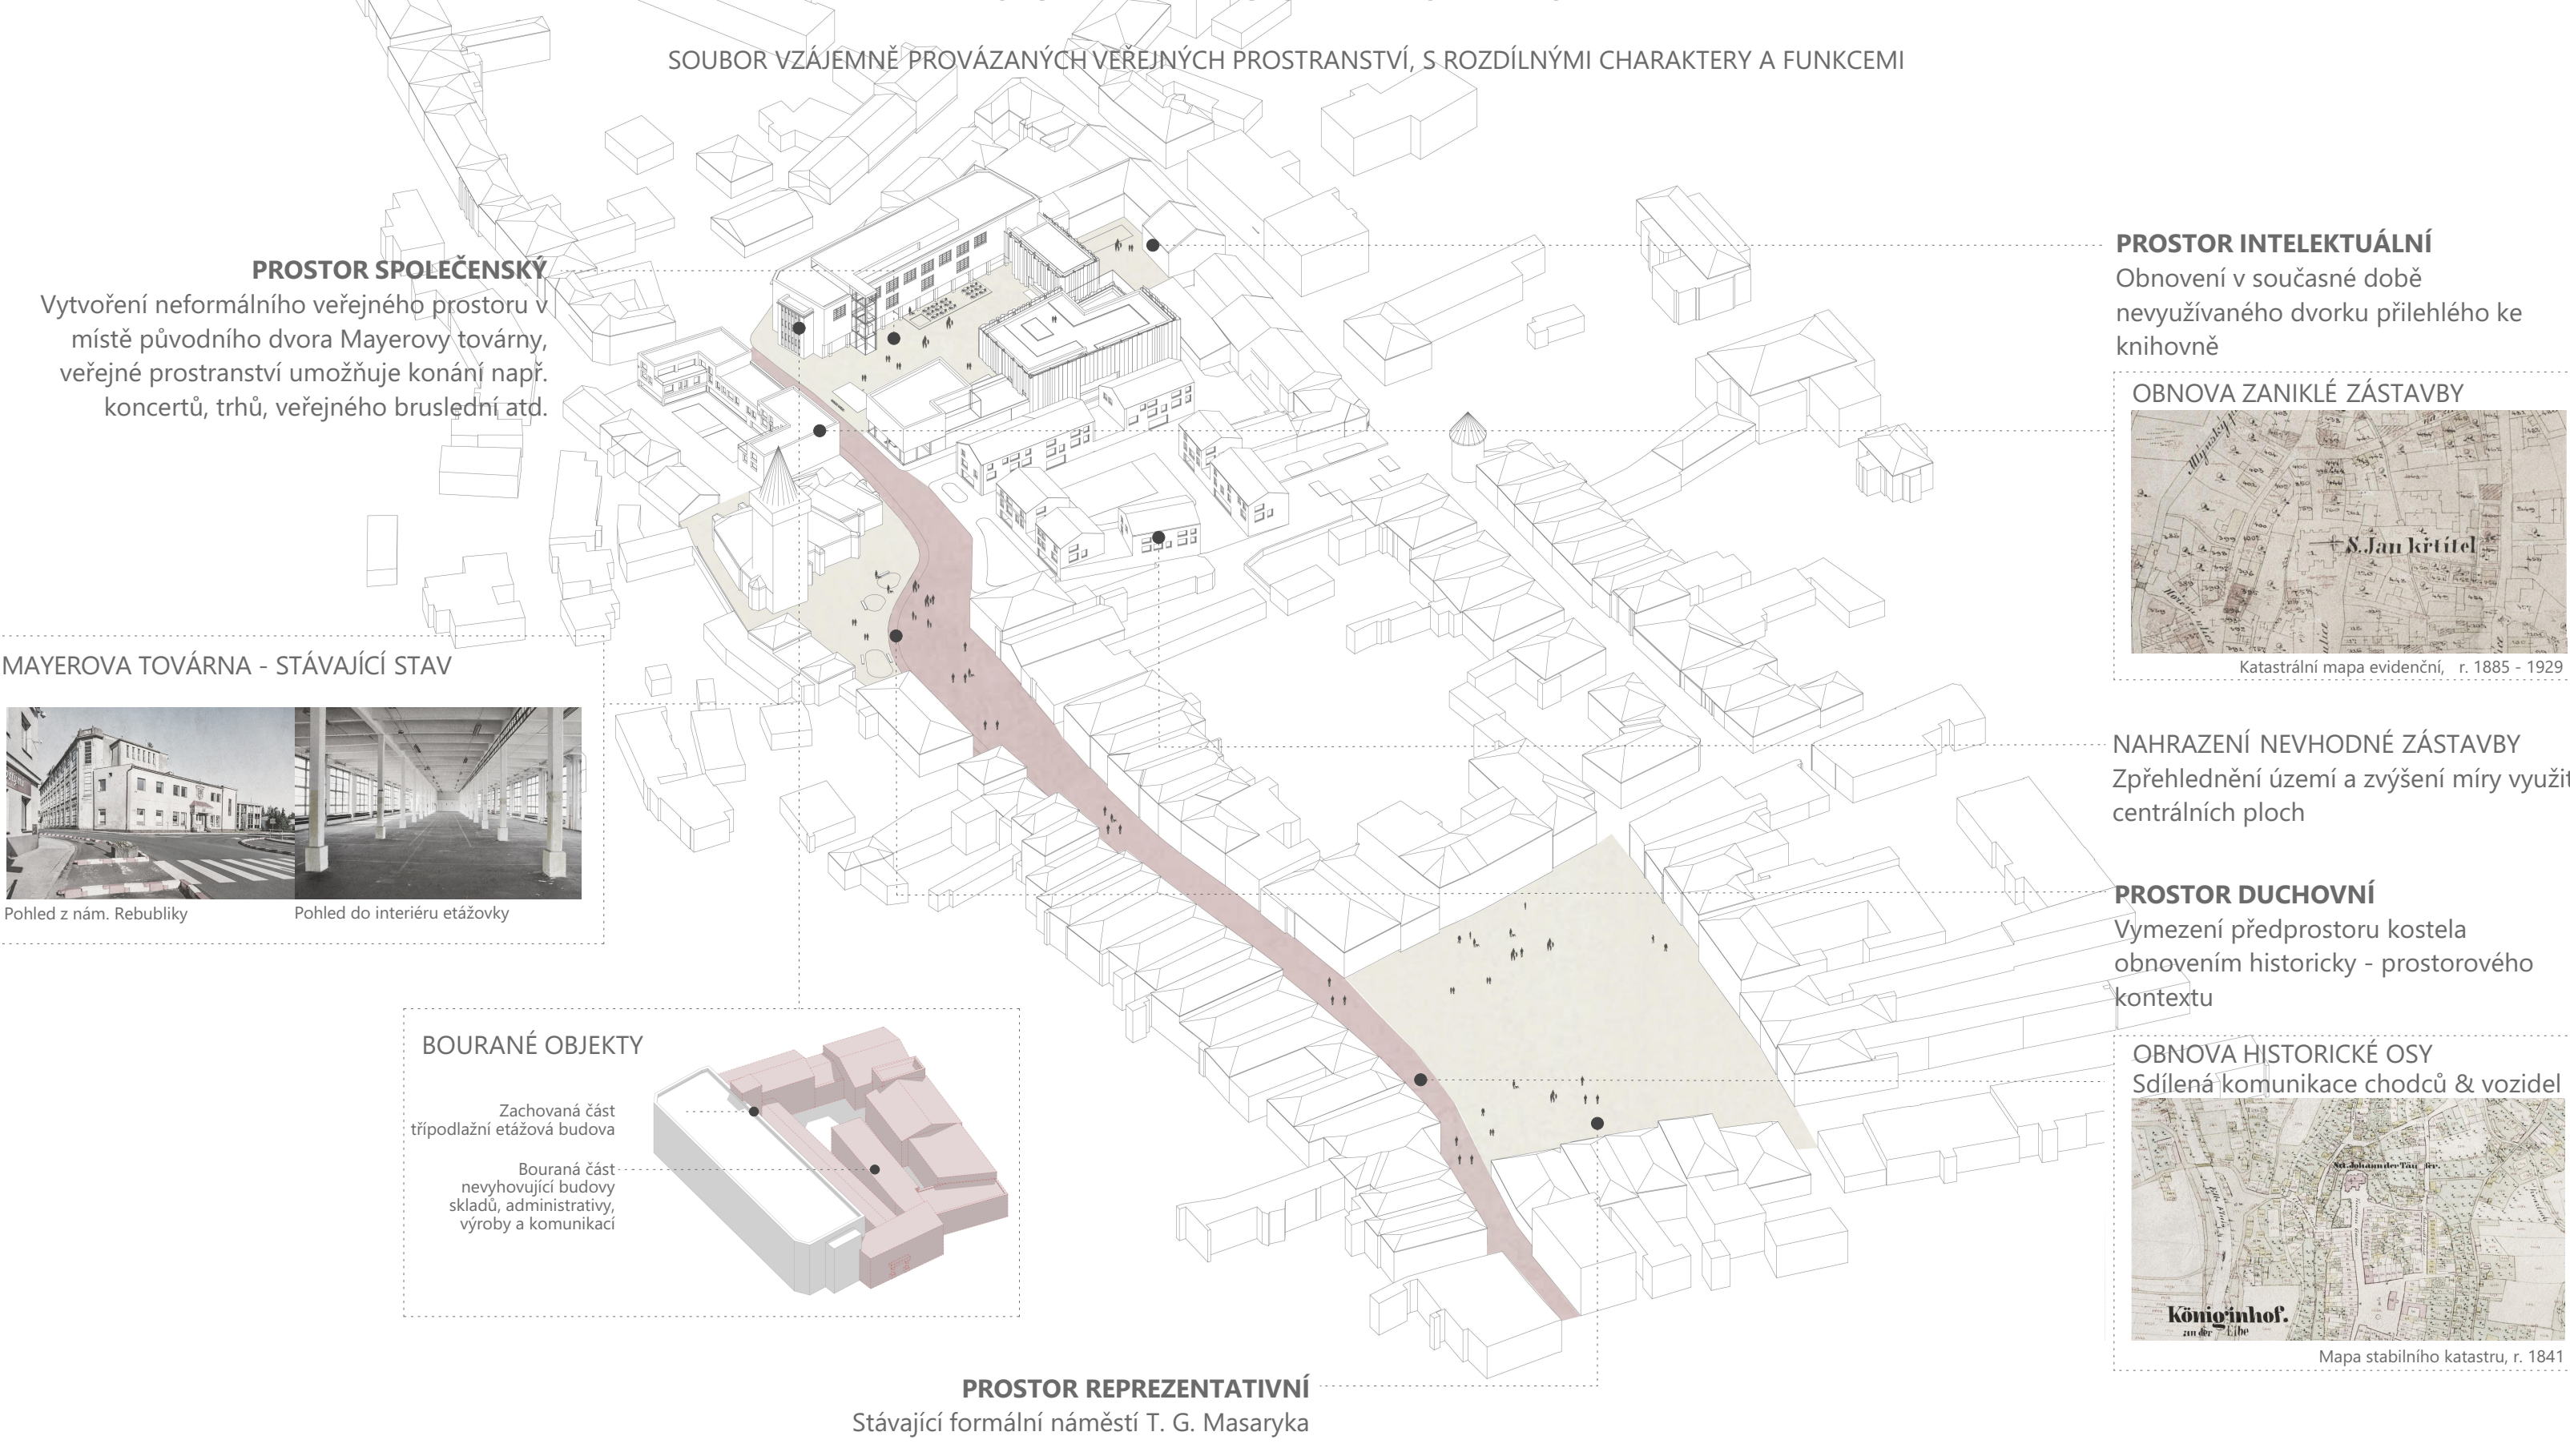 SOUBOR VZÁJEMNĚ PROVÁZANÝCH VEŘEJNÝCH PROSTRANSTVÍ, S ROZDÍLNÝMI CHARAKTERY A FUNKCEMI
PROSTOR SPOLEČENSKÝ
Vytvoření neformálního veřejného prostoru v
místě původního dvora Mayerovy továrny,
veřejné prostranství umožňuje konání např.
koncertů, trhů, veřejného bruslední atd.
PROSTOR INTELEKTUÁLNÍ
Obnovení v současné době
nevyužívaného dvorku přilehlého ke
knihovně
OBNOVA ZANIKLÉ ZÁSTAVBY
S. Jan křtitel
Katastrální mapa evidenční, r. 1885 - 1929
MAYEROVA TOVÁRNA - STÁVAJÍCÍ STAV
Pohled z nám. Rebubliky
Pohled do interiéru etážovky
NAHRAZENÍ NEVHODNÉ ZÁSTAVBY
Zpřehlednění území a zvýšení míry využit
centrálních ploch
PROSTOR DUCHOVNÍ
Vymezení předprostoru kostela
obnovením historicky - prostorového
kontextu
BOURANÉ OBJEKTY
Zachovaná část
třípodlažní etážová budova
Bouraná část
nevyhovující budovy
skladů, administrativy,
výroby a komunikací
OBNOVA HISTORICKÉ OSY
Sdílená komunikace chodců & vozidel
Königinhof.
an der Elbe
Mapa stabilního katastru, r. 1841
PROSTOR REPREZENTATIVNÍ
Stávající formální náměstí T. G. Masaryka